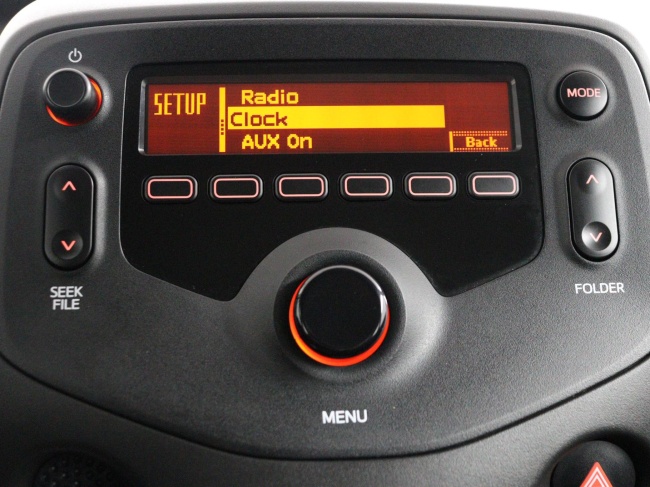 MODE
SETUP
Radio
Clock
AUX On
Back
SEEK
FILE
FOLDER
MENU